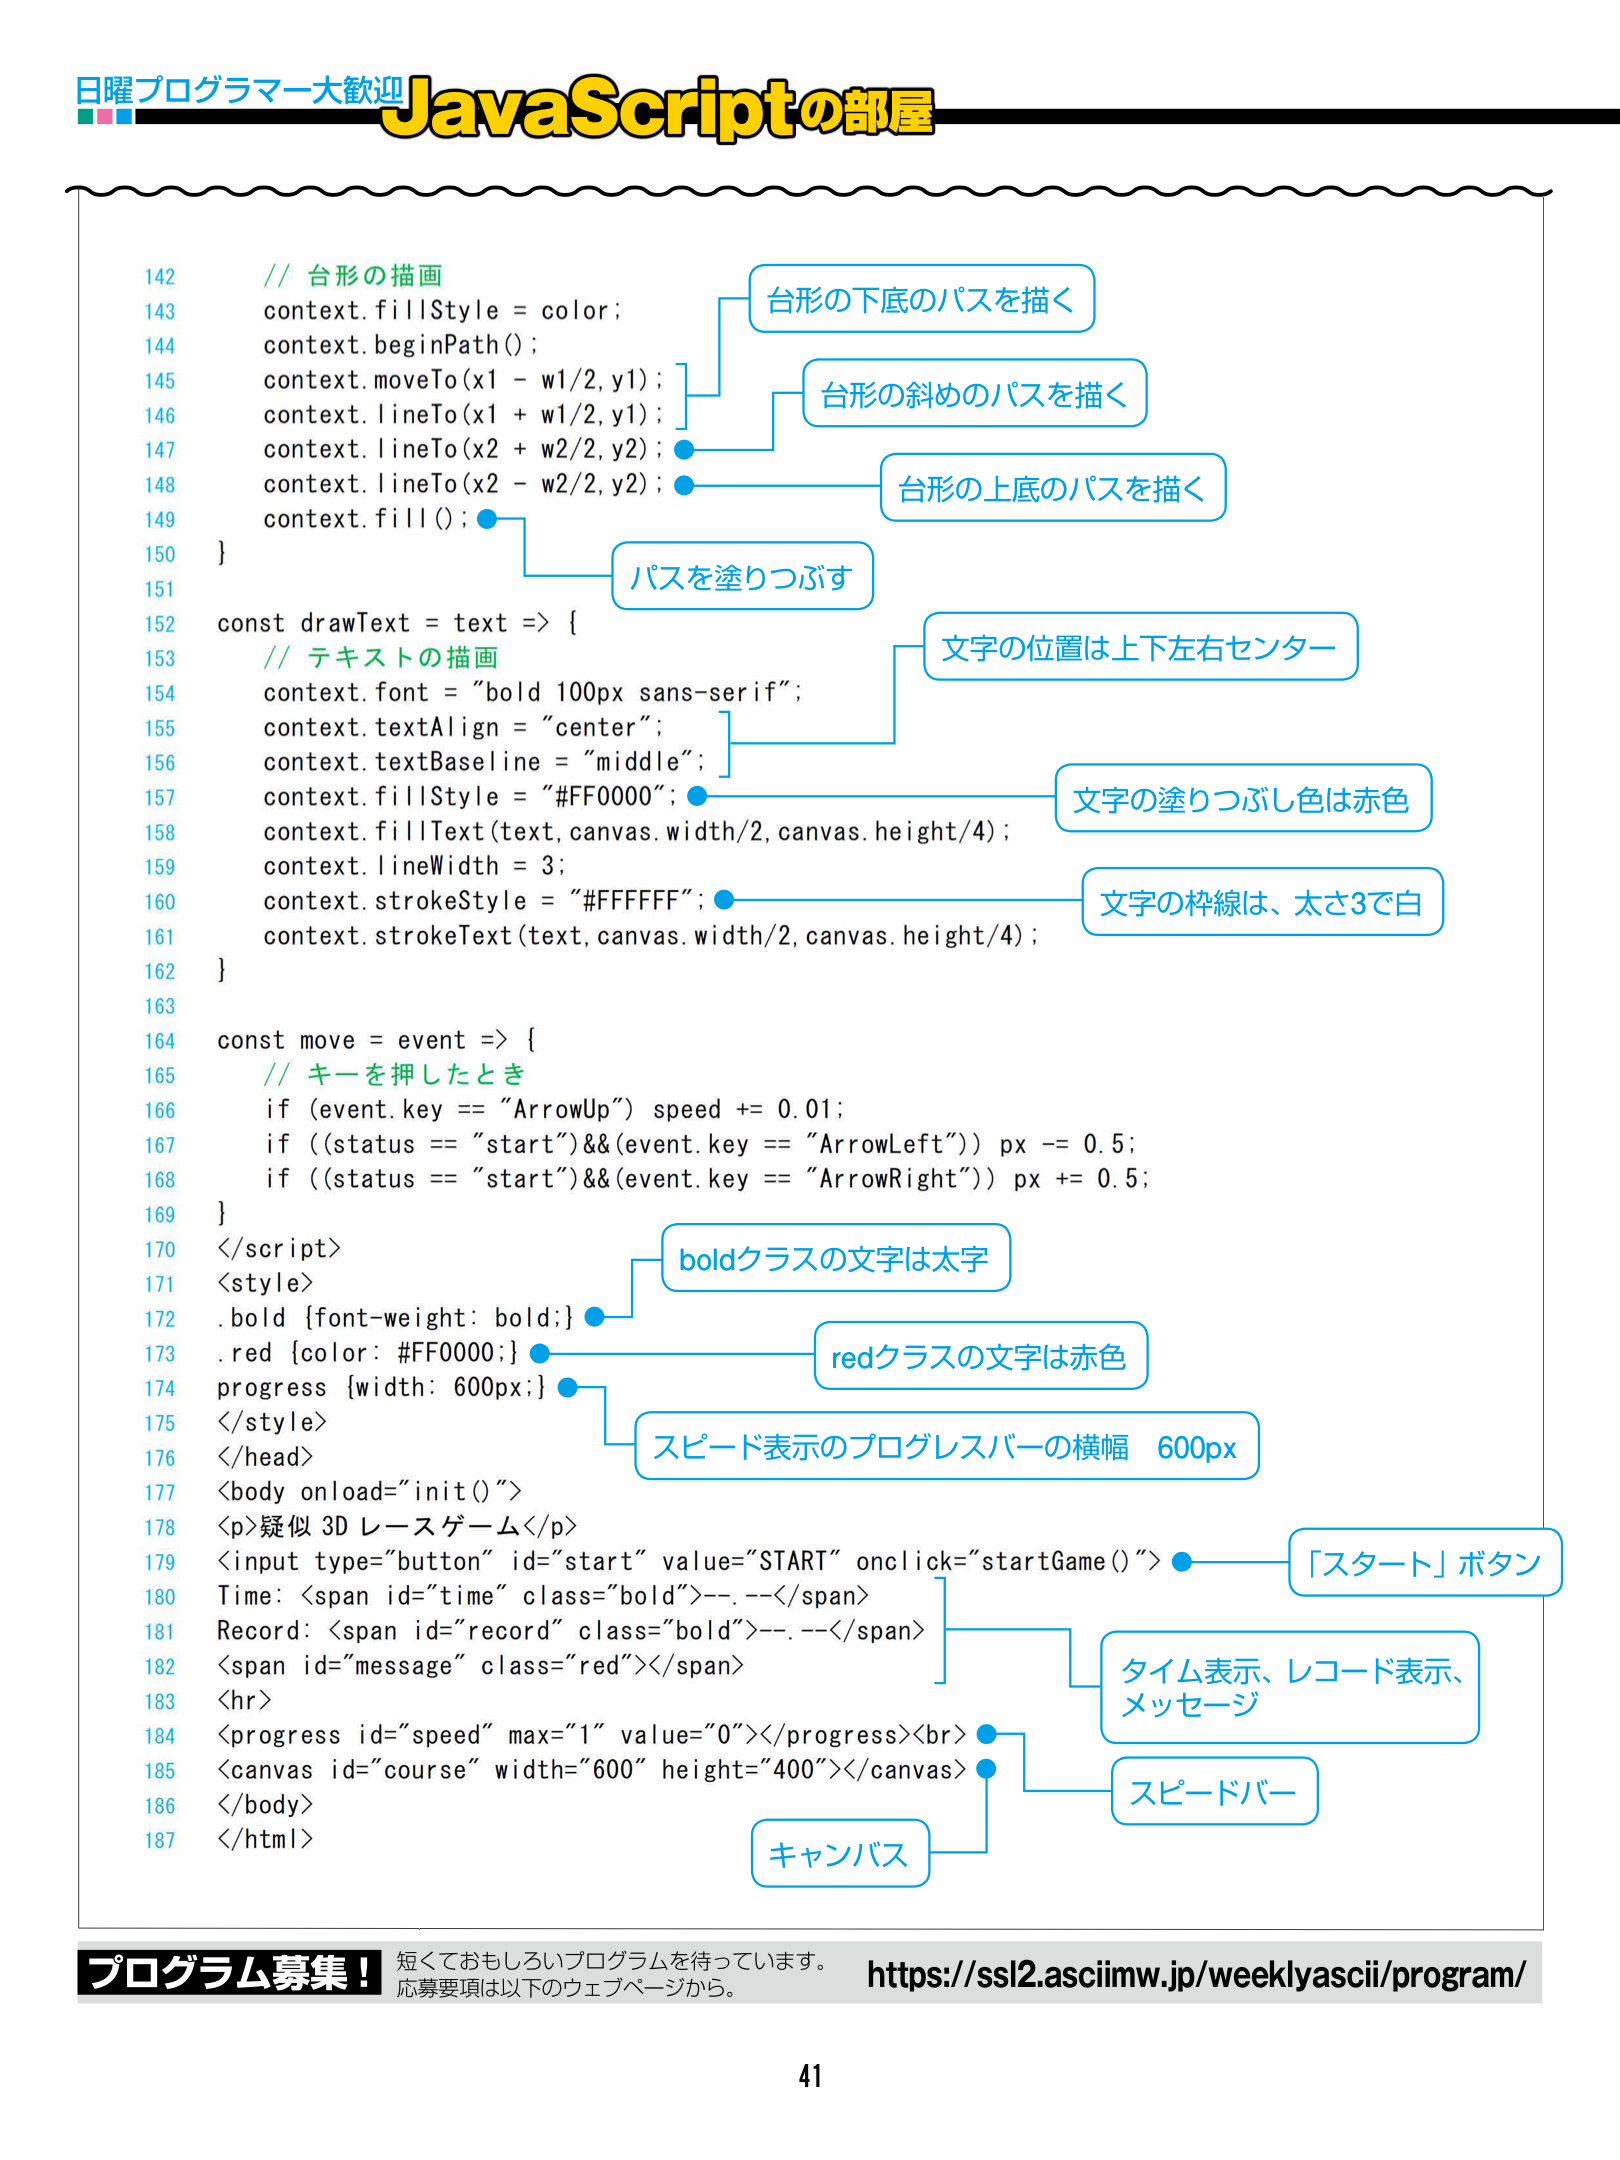 日曜プログラマー大歓迎
JavaScriptの部屋
142 // 台形の描画
143 context.fillStyle = color;
144 context.beginPath();
145 context.moveTo(x1 - w1/2,y1);
146 context.lineTo(x1 + w1/2,y1);
台形の下底のパスを描く
147 context.lineTo(x2 + w2/2,y2);
台形の斜めのパスを描く
148 context.lineTo(x2 - w2/2,y2);
台形の上底のパスを描く
149 context.fill();
パスを塗りつぶす
150 }
151
152 const drawText = text => {
153 // テキストの描画
154 context.font = "bold 100px sans-serif";
155 context.textAlign = "center";
156 context.textBaseline = "middle";
文字の位置は上下左右センター
157 context.fillStyle = "#FF0000";
文字の塗りつぶし色は赤色
158 context.fillText(text,canvas.width/2,canvas.height/4);
159 context.lineWidth = 3;
160 context.strokeStyle = "#FFFFFF";
文字の枠線は、太さ3で白
161 context.strokeText(text,canvas.width/2,canvas.height/4);
162 }
163
164 const move = event => {
165 // キーを押したとき
166 if (event.key == "ArrowUp") speed += 0.01;
167 if ((status == "start")&&(event.key == "ArrowLeft")) px -= 0.5;
168 if ((status == "start")&&(event.key == "ArrowRight")) px += 0.5;
169 }
170 </script>
171 <style>
172 .bold {font-weight: bold;}
boldクラスの文字は太字
173 .red {color: #FF0000;}
redクラスの文字は赤色
174 progress {width: 600px;}
スピード表示のプログレスバーの横幅 600px
175 </style>
176 </head>
177 <body onload="init()">
178 <p>疑似 3D レースゲーム</p>
179 <input type="button" id="start" value="START" onclick="startGame()">
「スタート」ボタン
180 Time: <span id="time" class="bold">--.--</span>
181 Record: <span id="record" class="bold">--.--</span>
182 <span id="message" class="red"></span>
タイム表示、レコード表示、
メッセージ
183 <hr>
184 <progress id="speed" max="1" value="0"></progress><br>
スピードバー
185 <canvas id="course" width="600" height="400"></canvas>
キャンバス
186 </body>
187 </html>
プログラム募集！
短くておもしろいプログラムを待っています。
応募要項は以下のウェブページから。
https://ssl2.asciimw.jp/weeklyascii/program/
41